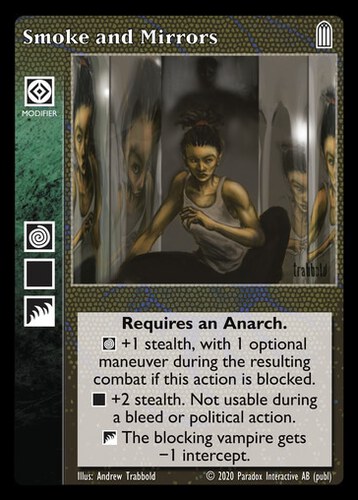 Smoke and Mirrors
MODIFIER
trabbold
Requires an Anarch.
+1 stealth, with 1 optional
maneuver during the resulting
combat if this action is blocked.
+2 stealth. Not usable during
a bleed or political action.
The blocking vampire gets
−1 intercept.
Illus: Andrew Trabbold © 2020 Paradox Interactive AB (publ)